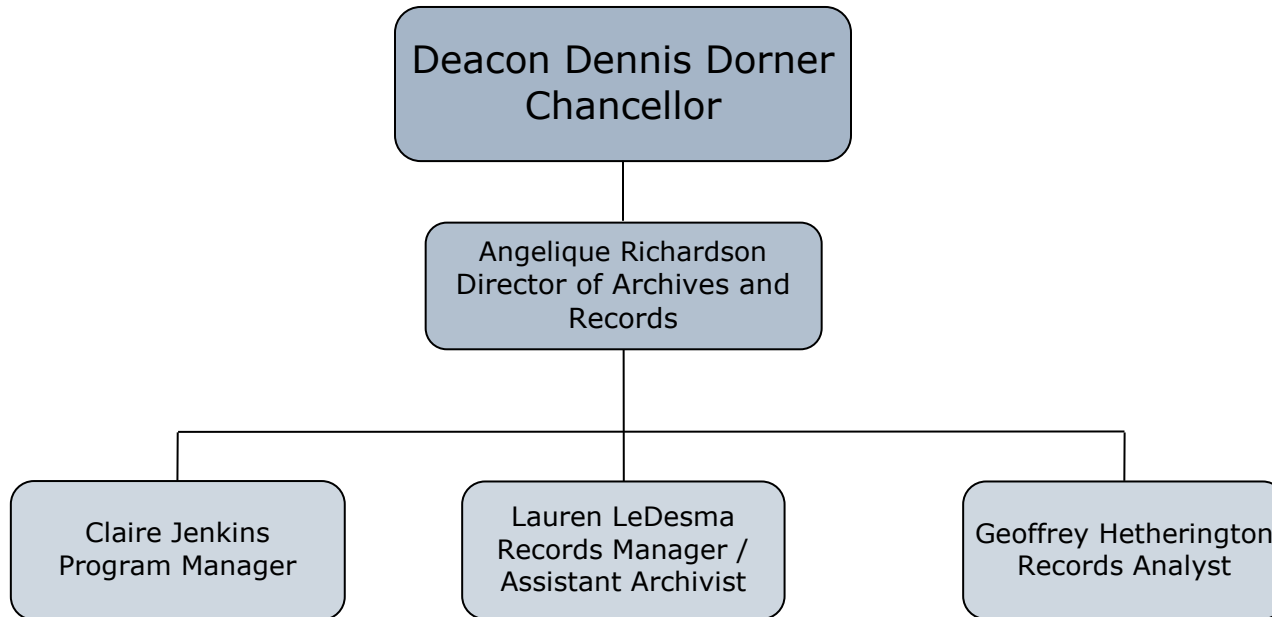 Deacon Dennis Dorner
Chancellor
Angelique Richardson
Director of Archives and
Records
Claire Jenkins
Program Manager
Lauren LeDesma
Records Manager /
Assistant Archivist
Geoffrey Hetherington
Records Analyst